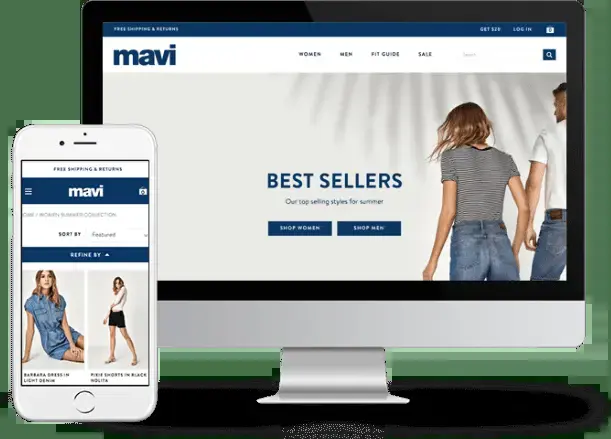 FREE SHIPPING & RETURNS
GET $20
LOG IN
0
mavi
WOMEN
MEN
FIT GUIDE
SALE
Search
BEST SELLERS
Our top selling styles for summer
SHOP WOMEN
SHOP MEN
FREE SHIPPING & RETURNS
mavi
HOME / WOMENS SUMMER COLLECTION
SORT BY
Featured
REFINE BY
BARBARA DRESS IN
LIGHT DENIM
PIXIE SHORTS IN BLACK
NOLITA